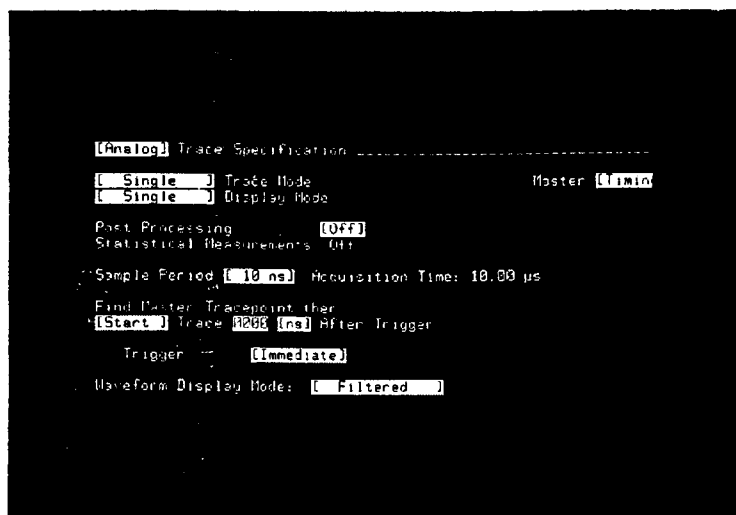 [Analog] Trace Specification
[ Single ] Trace Mode Master [Timin
[ Single ] Display Mode
Post Processing [Off]
Statistical Measurements Off
Sample Period [ 10 ns] Acquisition Time: 10.00 µs
Find Master Tracepoint then
[Start ] Trace [ns] After Trigger
Trigger [Immediate]
Waveform Display Mode: [ Filtered ]